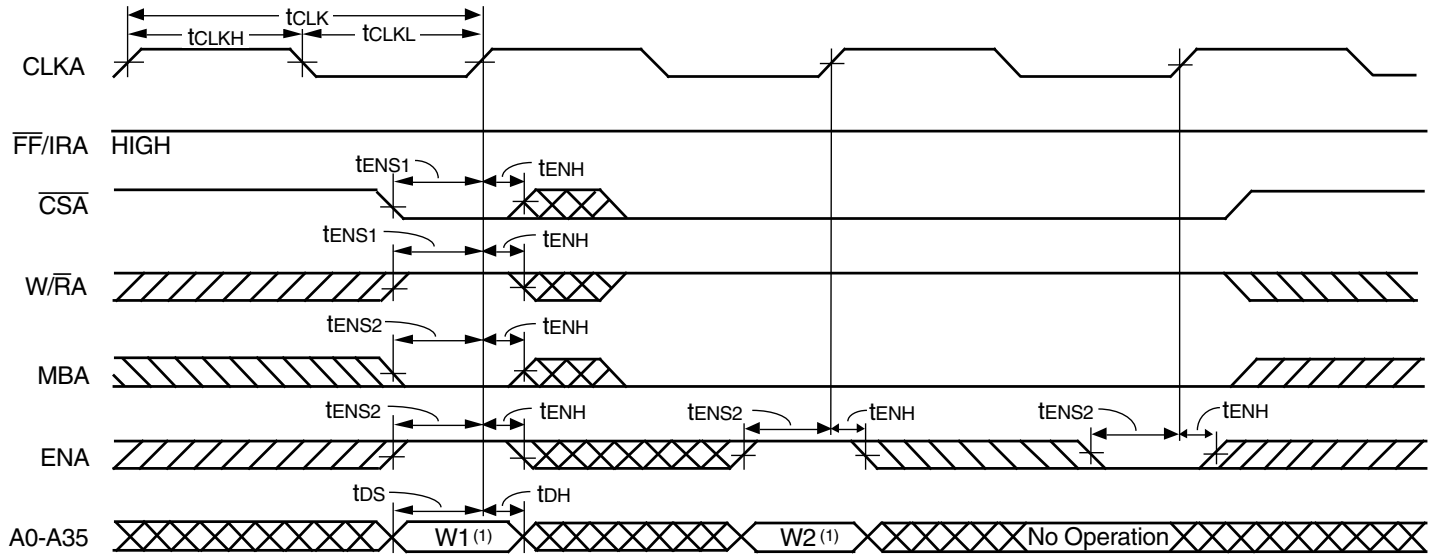 tCLK
tCLKH tCLKL
CLKA
FF/IRA HIGH
tENS1 tENH
CSA
tENS1 tENH
W/RA
tENS2 tENH
MBA
tENS2 tENH tENS2 tENH tENS2 tENH
ENA
tDS tDH
A0-A35 W1(1) W2(1) No Operation